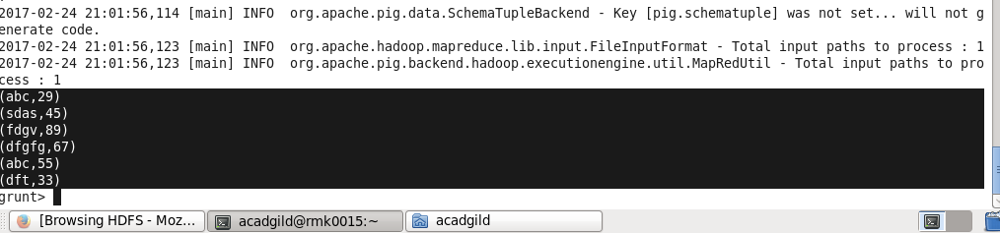 2017-02-24 21:01:56,114 [main] INFO  org.apache.pig.data.SchemaTupleBackend - Key [pig.schematuple] was not set... will not g
enerate code.
2017-02-24 21:01:56,123 [main] INFO  org.apache.hadoop.mapreduce.lib.input.FileInputFormat - Total input paths to process : 1
2017-02-24 21:01:56,123 [main] INFO  org.apache.pig.backend.hadoop.executionengine.util.MapRedUtil - Total input paths to pro
cess : 1
(abc,29)
(sdas,45)
(fdgv,89)
(dfgfg,67)
(abc,55)
(dft,33)
grunt>
[Browsing HDFS - Moz... acadgild@rmk0015:~ acadgild